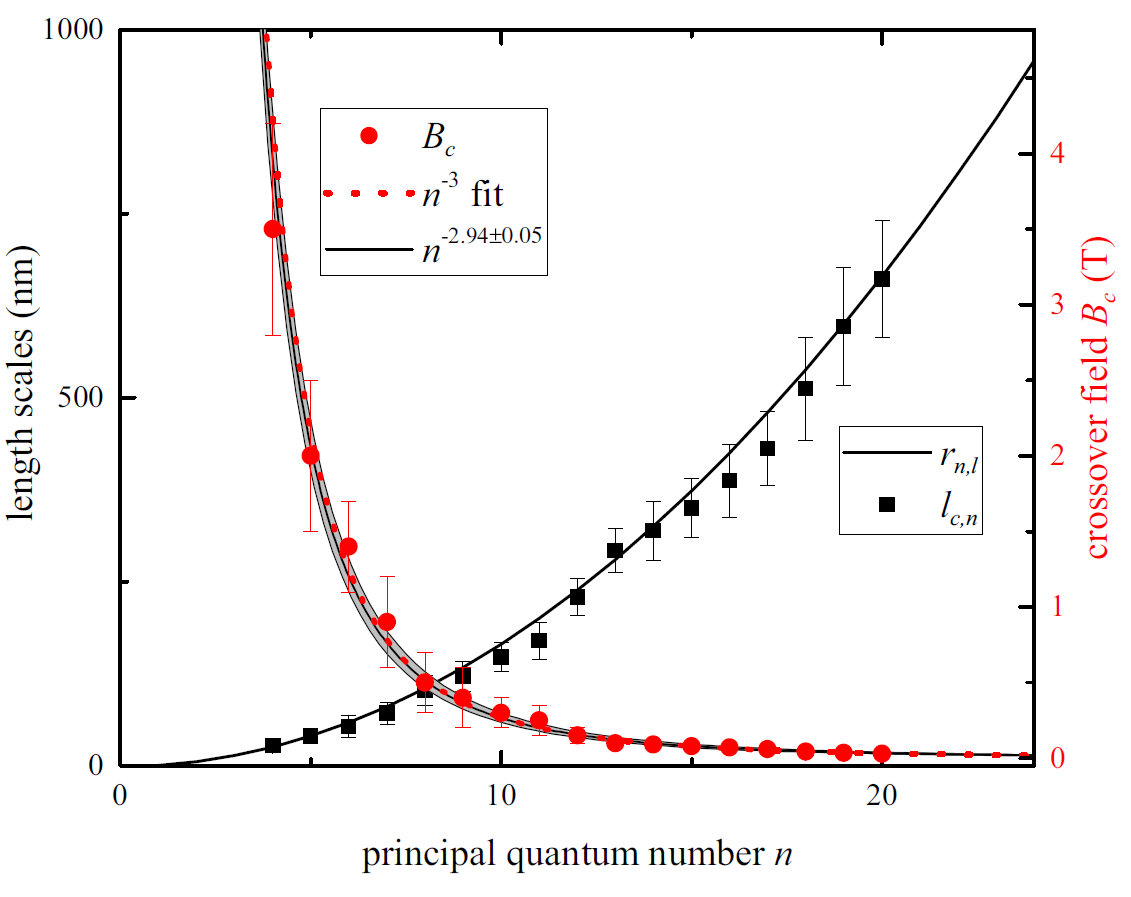 1000
500
0
length scales (nm)
B_c
n^-3 fit
n^-2.94±0.05
r_n,l
l_c,n
4
3
2
1
0
crossover field B_c (T)
0
10
20
principal quantum number n